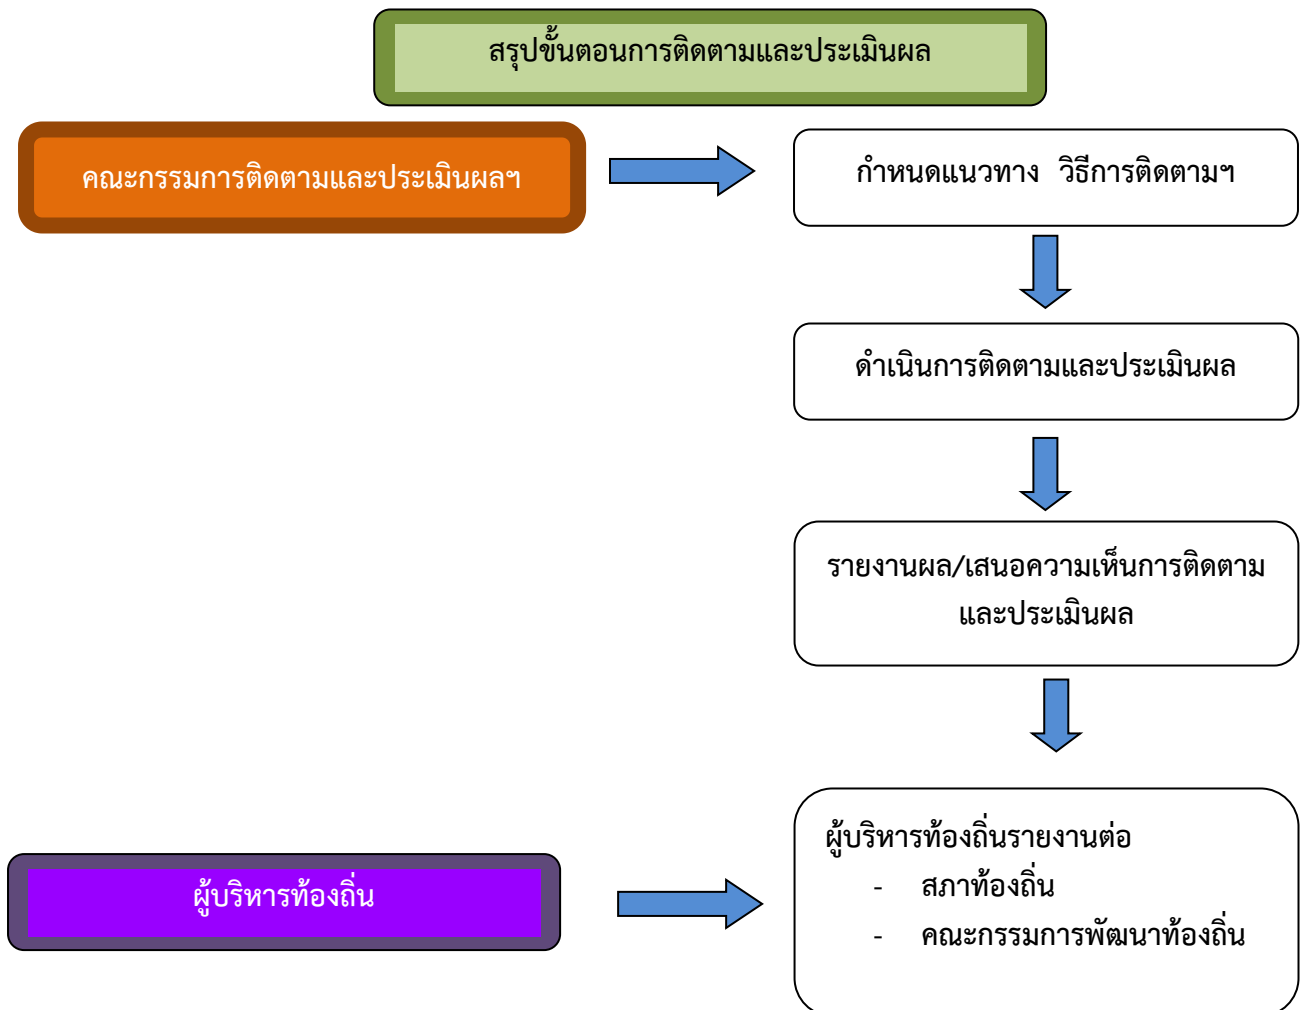 สรุปขั้นตอนการติดตามและประเมินผล
คณะกรรมการติดตามและประเมินผลฯ
กำหนดแนวทาง วิธีการติดตามฯ
ดำเนินการติดตามและประเมินผล
รายงานผล/เสนอความเห็นการติดตาม
และประเมินผล
ผู้บริหารท้องถิ่น
ผู้บริหารท้องถิ่นรายงานต่อ
- สภาท้องถิ่น
- คณะกรรมการพัฒนาท้องถิ่น